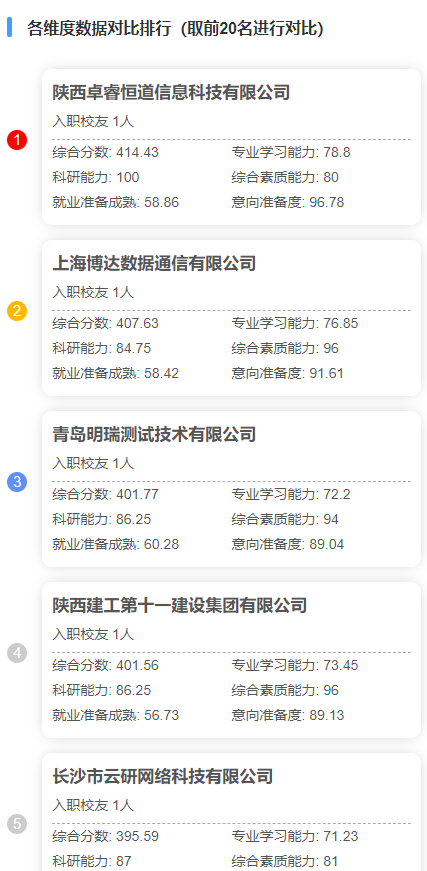 各维度数据对比排行（取前20名进行对比）
陕西卓睿恒道信息科技有限公司
入职校友 1人
1
综合分数: 414.43 专业学习能力: 78.8
科研能力: 100 综合素质能力: 80
就业准备成熟: 58.86 意向准备度: 96.78
上海博达数据通信有限公司
入职校友 1人
2
综合分数: 407.63 专业学习能力: 76.85
科研能力: 84.75 综合素质能力: 96
就业准备成熟: 58.42 意向准备度: 91.61
青岛明瑞测试技术有限公司
入职校友 1人
3
综合分数: 401.77 专业学习能力: 72.2
科研能力: 86.25 综合素质能力: 94
就业准备成熟: 60.28 意向准备度: 89.04
陕西建工第十一建设集团有限公司
入职校友 1人
4
综合分数: 401.56 专业学习能力: 73.45
科研能力: 86.25 综合素质能力: 96
就业准备成熟: 56.73 意向准备度: 89.13
长沙市云研网络科技有限公司
入职校友 1人
5
综合分数: 395.59 专业学习能力: 71.23
科研能力: 87 综合素质能力: 81